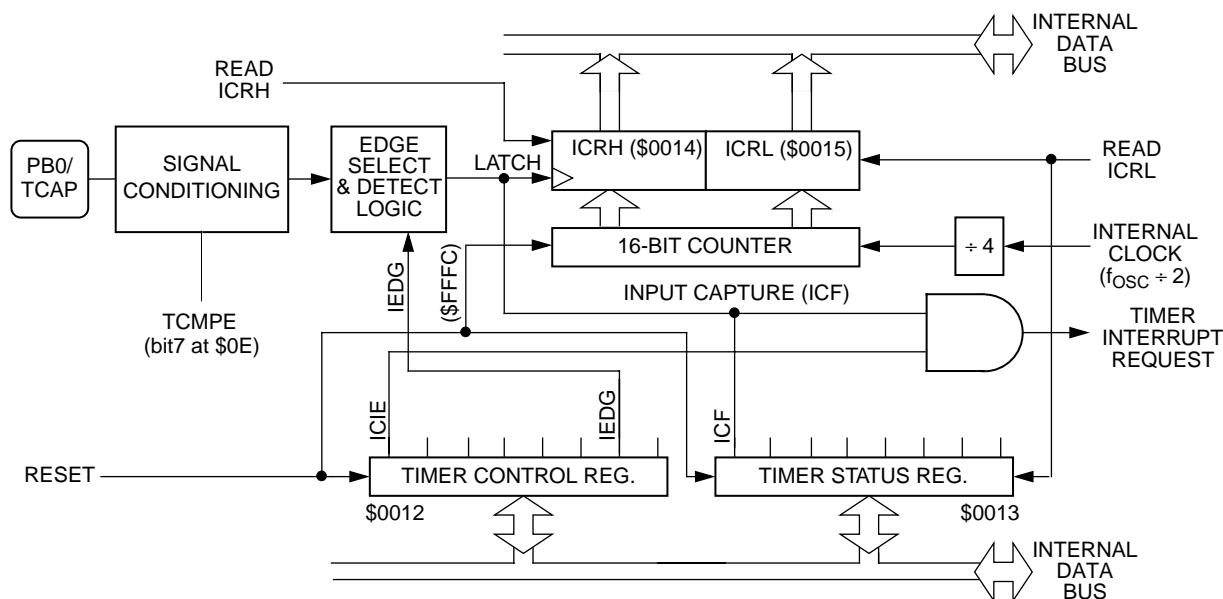 INTERNAL
DATA
BUS
READ
ICRH
PB0/
TCAP
SIGNAL
CONDITIONING
EDGE
SELECT
& DETECT
LOGIC
LATCH
ICRH ($0014)
ICRL ($0015)
READ
ICRL
16-BIT COUNTER
÷ 4
INTERNAL
CLOCK
(fOSC ÷ 2)
IEDG
($FFFC)
INPUT CAPTURE (ICF)
TCMPE
(bit7 at $0E)
TIMER
INTERRUPT
REQUEST
ICIE
IEDG
ICF
RESET
TIMER CONTROL REG.
TIMER STATUS REG.
$0012
$0013
INTERNAL
DATA
BUS